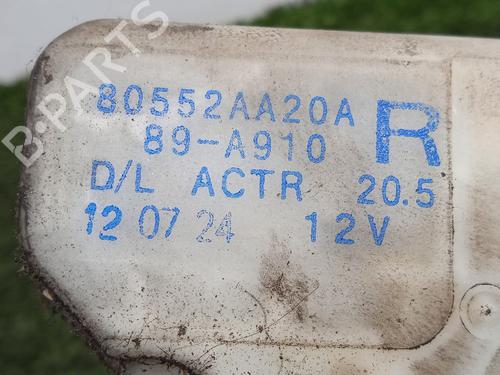 B-PARTS
80552AA20A
89-A910 R
D/L ACTR 20.5
12 07 24 12V